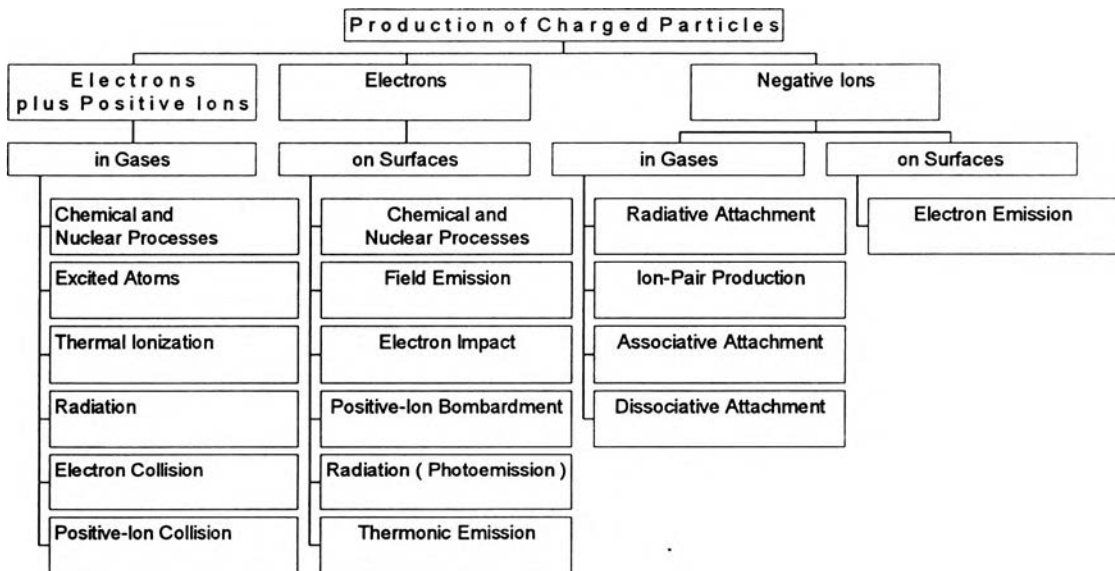 Production of Charged Particles
Electrons
plus Positive Ions
Electrons
Negative Ions
in Gases
on Surfaces
in Gases
on Surfaces
Chemical and
Nuclear Processes
Excited Atoms
Thermal Ionization
Radiation
Electron Collision
Positive-Ion Collision
Chemical and
Nuclear Processes
Field Emission
Electron Impact
Positive-Ion Bombardment
Radiation ( Photoemission )
Thermonic Emission
Radiative Attachment
Ion-Pair Production
Associative Attachment
Dissociative Attachment
Electron Emission